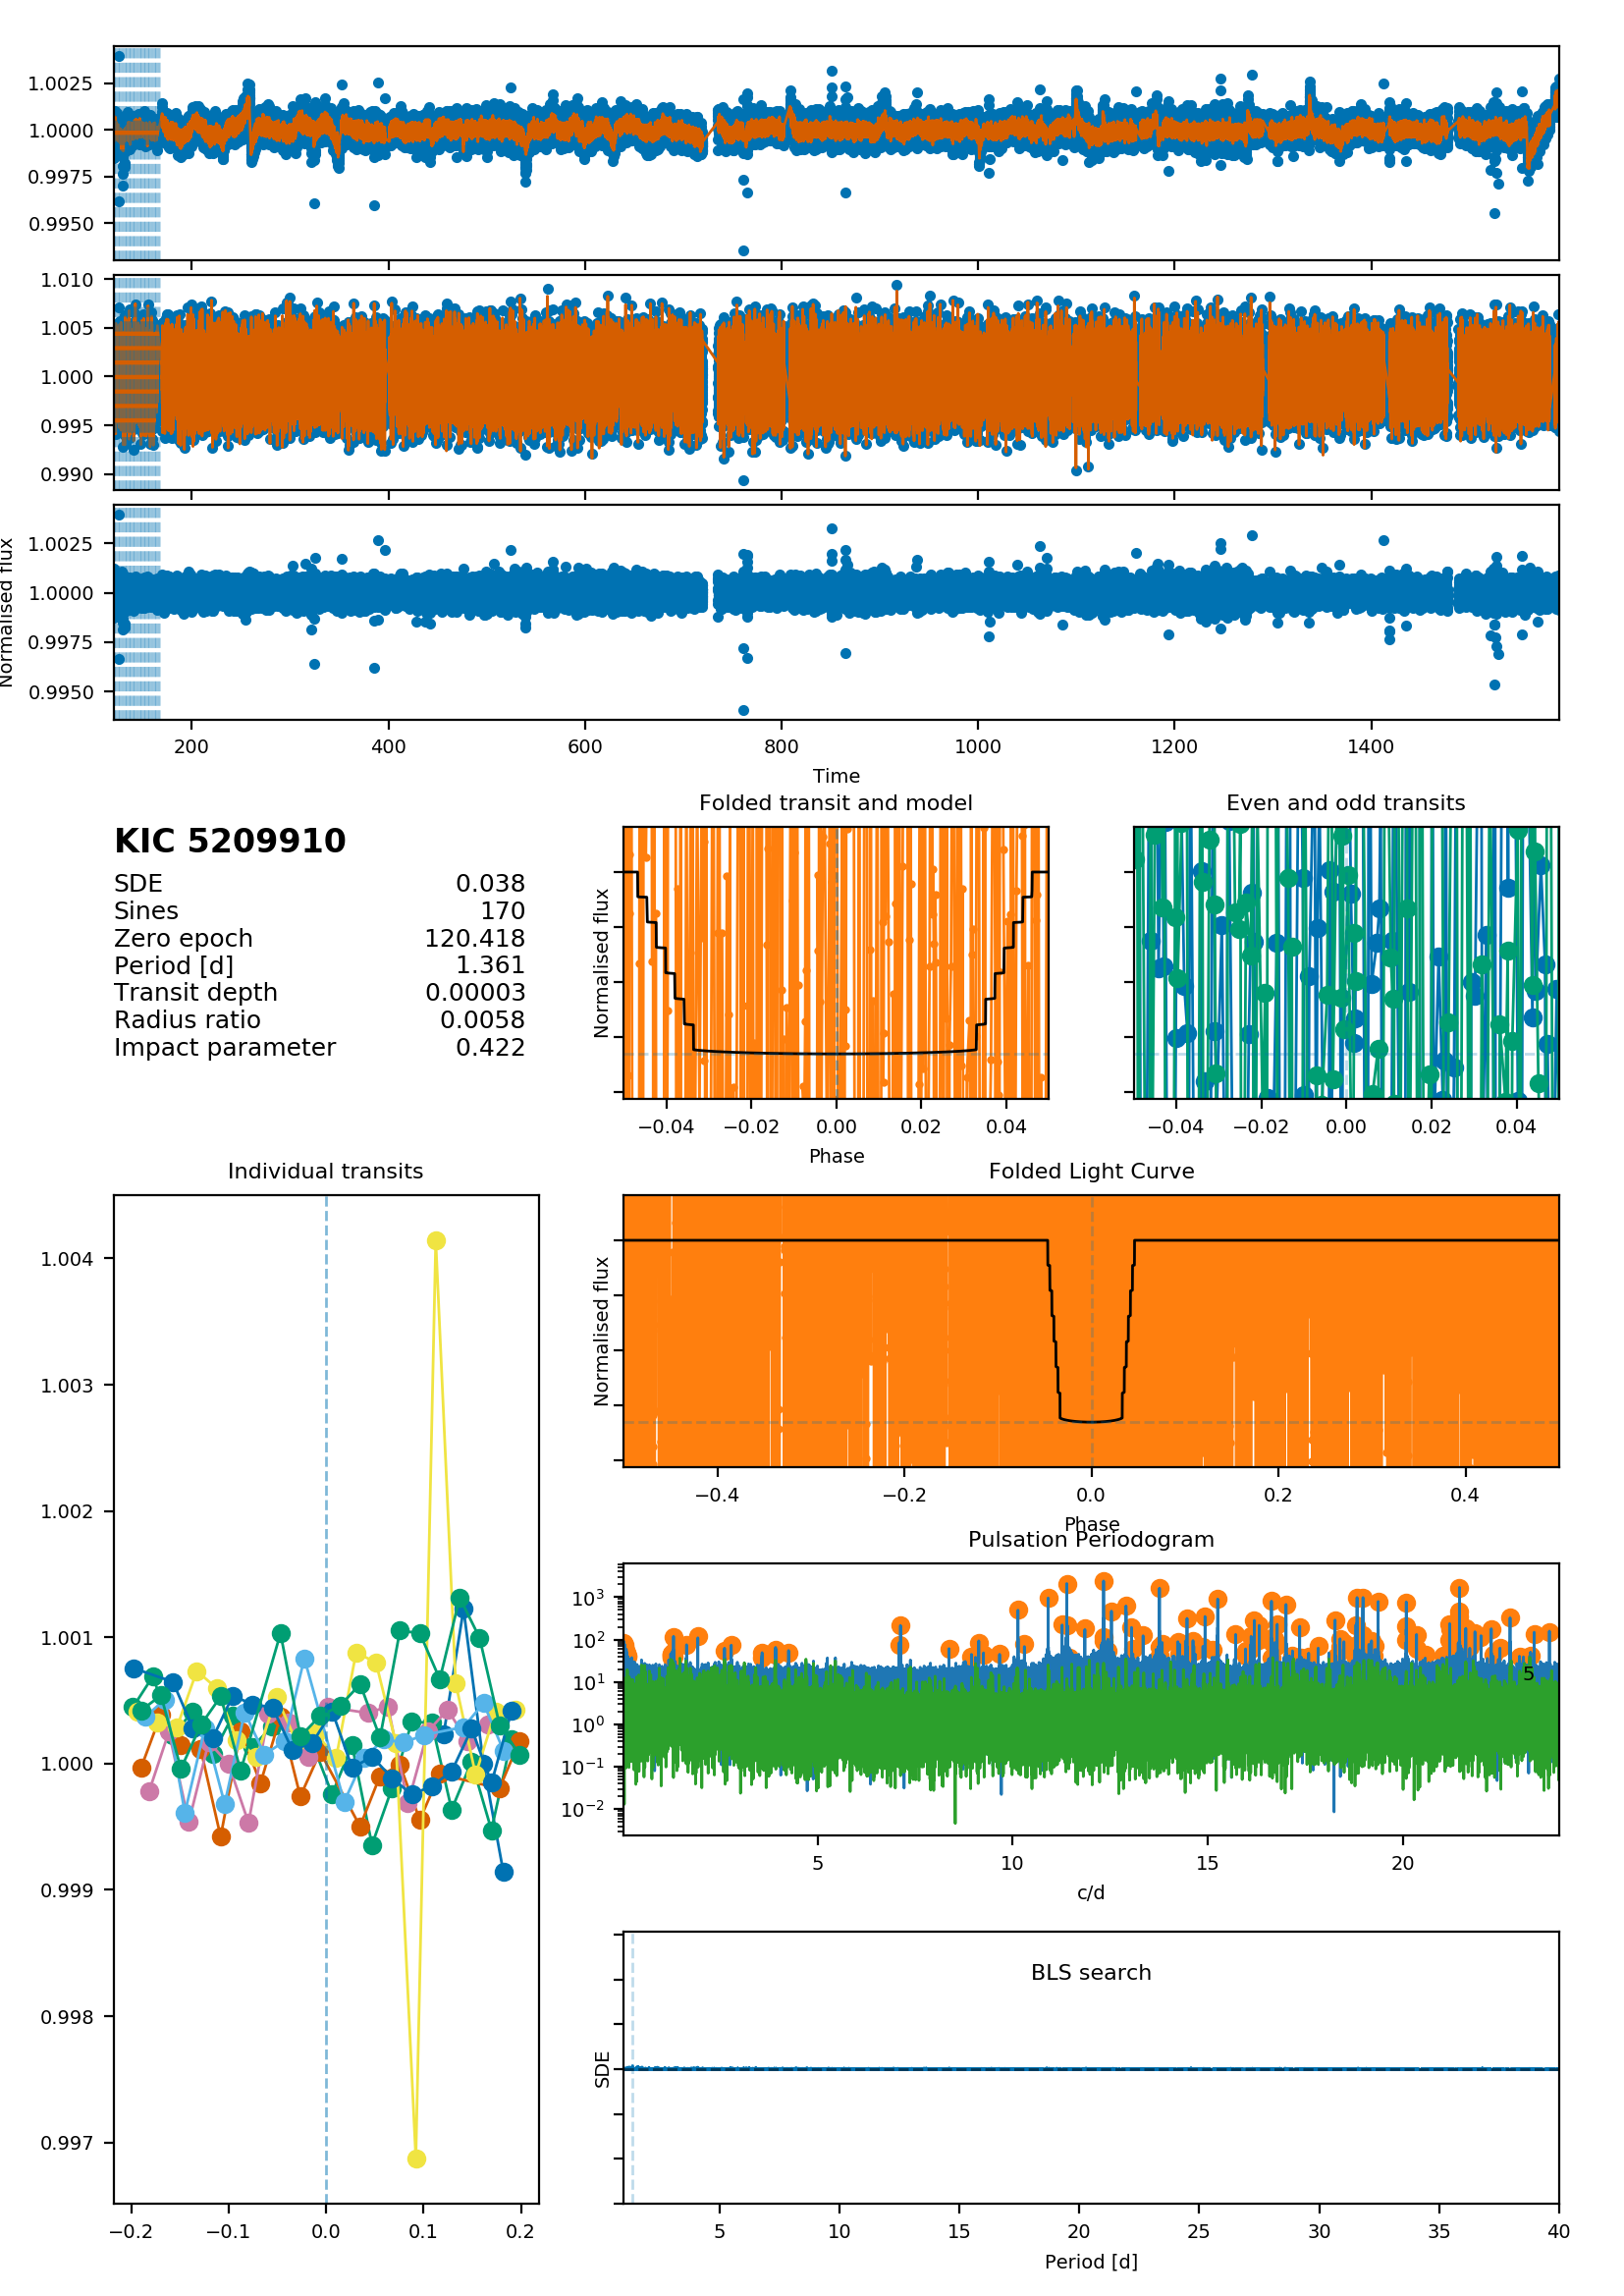 1.0025
1.0000
0.9975
0.9950
1.010
1.005
1.000
0.995
0.990
1.0025
1.0000
0.9975
0.9950
Normalised flux
200 400 600 800 1000 1200 1400
Time
KIC 5209910
SDE 0.038
Sines 170
Zero epoch 120.418
Period [d] 1.361
Transit depth 0.00003
Radius ratio 0.0058
Impact parameter 0.422
Folded transit and model
Normalised flux
−0.04 −0.02 0.00 0.02 0.04
Phase
Even and odd transits
−0.04 −0.02 0.00 0.02 0.04
Individual transits
1.004
1.003
1.002
1.001
1.000
0.999
0.998
0.997
−0.2 −0.1 0.0 0.1 0.2
Folded Light Curve
Normalised flux
−0.4 −0.2 0.0 0.2 0.4
Phase
Pulsation Periodogram
10³
10²
10¹
10⁰
10⁻¹
10⁻²
5
5 10 15 20
c/d
BLS search
SDE
5 10 15 20 25 30 35 40
Period [d]